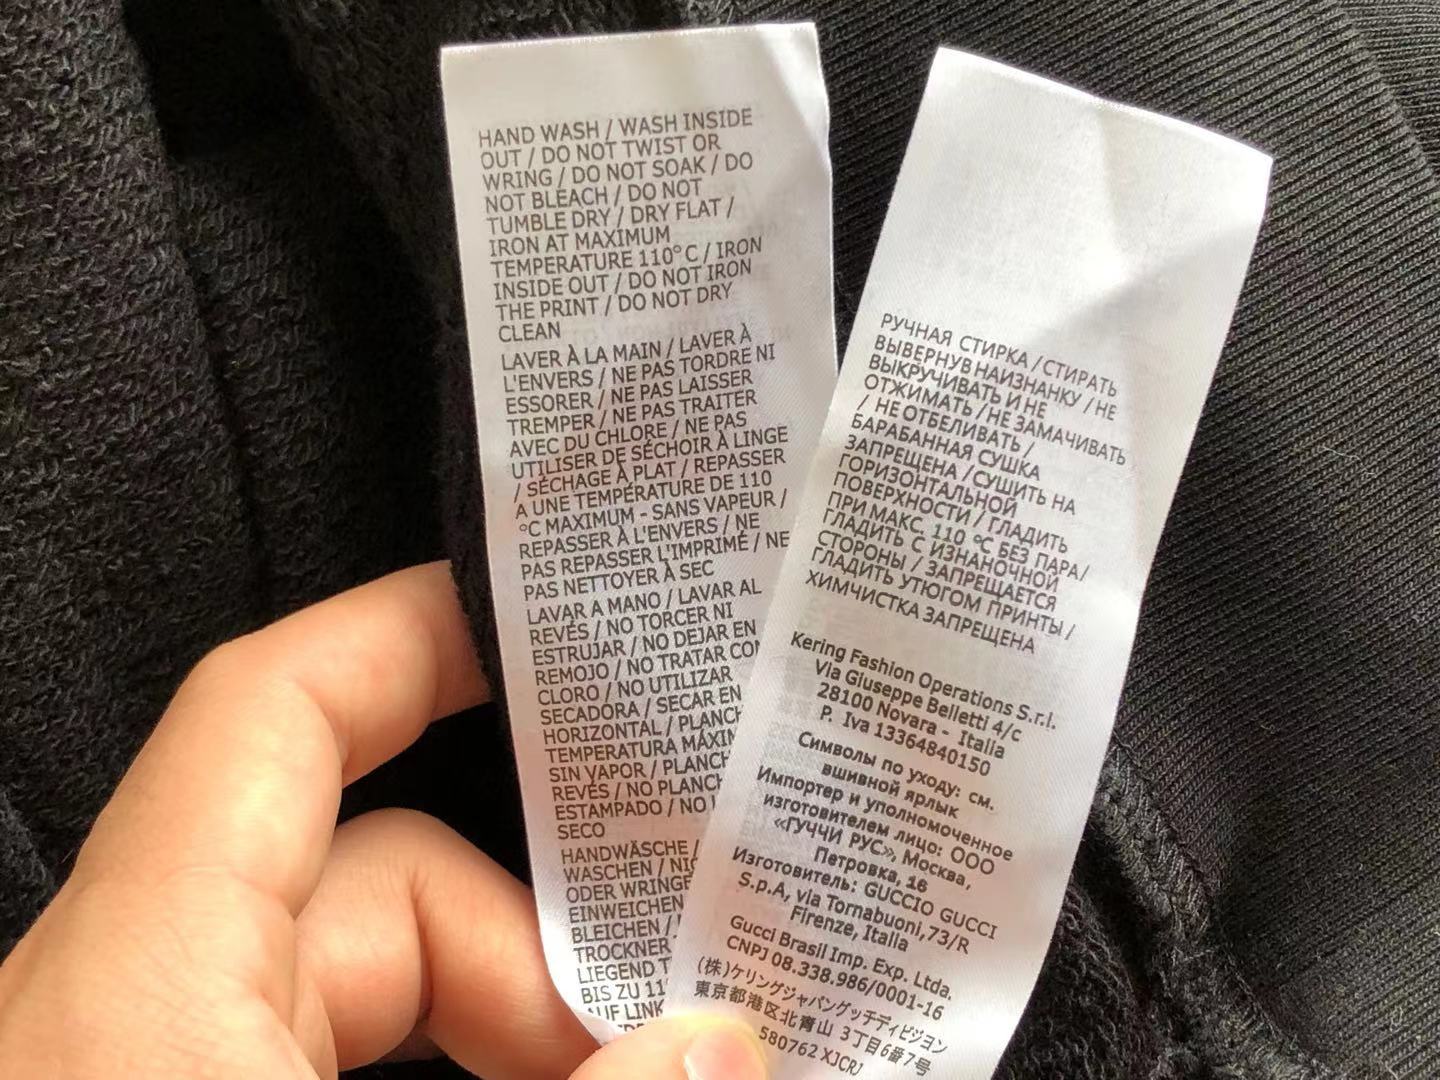 HAND WASH / WASH INSIDE
OUT / DO NOT TWIST OR
WRING / DO NOT SOAK / DO
NOT BLEACH / DO NOT
TUMBLE DRY / DRY FLAT /
IRON AT MAXIMUM
TEMPERATURE 110°C / IRON
INSIDE OUT / DO NOT IRON
THE PRINT / DO NOT DRY
CLEAN
LAVER À LA MAIN / LAVER À
L'ENVERS / NE PAS TORDRE NI
ESSORER / NE PAS LAISSER
TREMPER / NE PAS TRAITER
AVEC DU CHLORE / NE PAS
UTILISER DE SÉCHOIR À LINGE
/ SÉCHAGE À PLAT / REPASSER
A UNE TEMPÉRATURE DE 110
°C MAXIMUM - SANS VAPEUR /
REPASSER À L'ENVERS / NE
PAS REPASSER L'IMPRIMÉ / NE
PAS NETTOYER À SEC
LAVAR A MANO / LAVAR AL
REVÉS / NO TORCER NI
ESTRUJAR / NO DEJAR EN
REMOJO / NO TRATAR CON
CLORO / NO UTILIZAR
SECADORA / SECAR EN
HORIZONTAL / PLANCH
TEMPERATURA MÁXIM
SIN VAPOR / PLANCH
REVÉS / NO PLANCH
ESTAMPADO / NO
SECO
HANDWÄSCHE /
WASCHEN / NIC
ODER WRINGE
EINWEICHEN
BLEICHEN /
TROCKNER
LIEGEND T
BIS ZU 11
AUF LINK
РУЧНАЯ СТИРКА / СТИРАТЬ
ВЫВЕРНУВ НАИЗНАНКУ / НЕ
ВЫКРУЧИВАТЬ И НЕ
ОТЖИМАТЬ / НЕ ЗАМАЧИВАТЬ
/ НЕ ОТБЕЛИВАТЬ /
БАРАБАННАЯ СУШКА
ЗАПРЕЩЕНА / СУШИТЬ НА
ГОРИЗОНТАЛЬНОЙ
ПОВЕРХНОСТИ / ГЛАДИТЬ
ПРИ МАКС. 110 °C БЕЗ ПАРА /
ГЛАДИТЬ С ИЗНАНОЧНОЙ
СТОРОНЫ / ЗАПРЕЩАЕТСЯ
ГЛАДИТЬ УТЮГОМ ПРИНТЫ /
ХИМЧИСТКА ЗАПРЕЩЕНА
Kering Fashion Operations S.r.l.
Via Giuseppe Belletti 4/c
28100 Novara - Italia
P. Iva 13364840150
Символы по уходу: см.
вшивной ярлык
Импортер и уполномоченное
изготовителем лицо: ООО
«ГУЧЧИ РУС», Москва,
Петровка, 16
Изготовитель: GUCCIO GUCCI
S.p.A, via Tornabuoni,73/R
Firenze, Italia
Gucci Brasil Imp. Exp. Ltda.
CNPJ 08.338.986/0001-16
(株)ケリングジャパングッチディビジョン
東京都港区北青山 3丁目6番7号
580762 XJCRJ